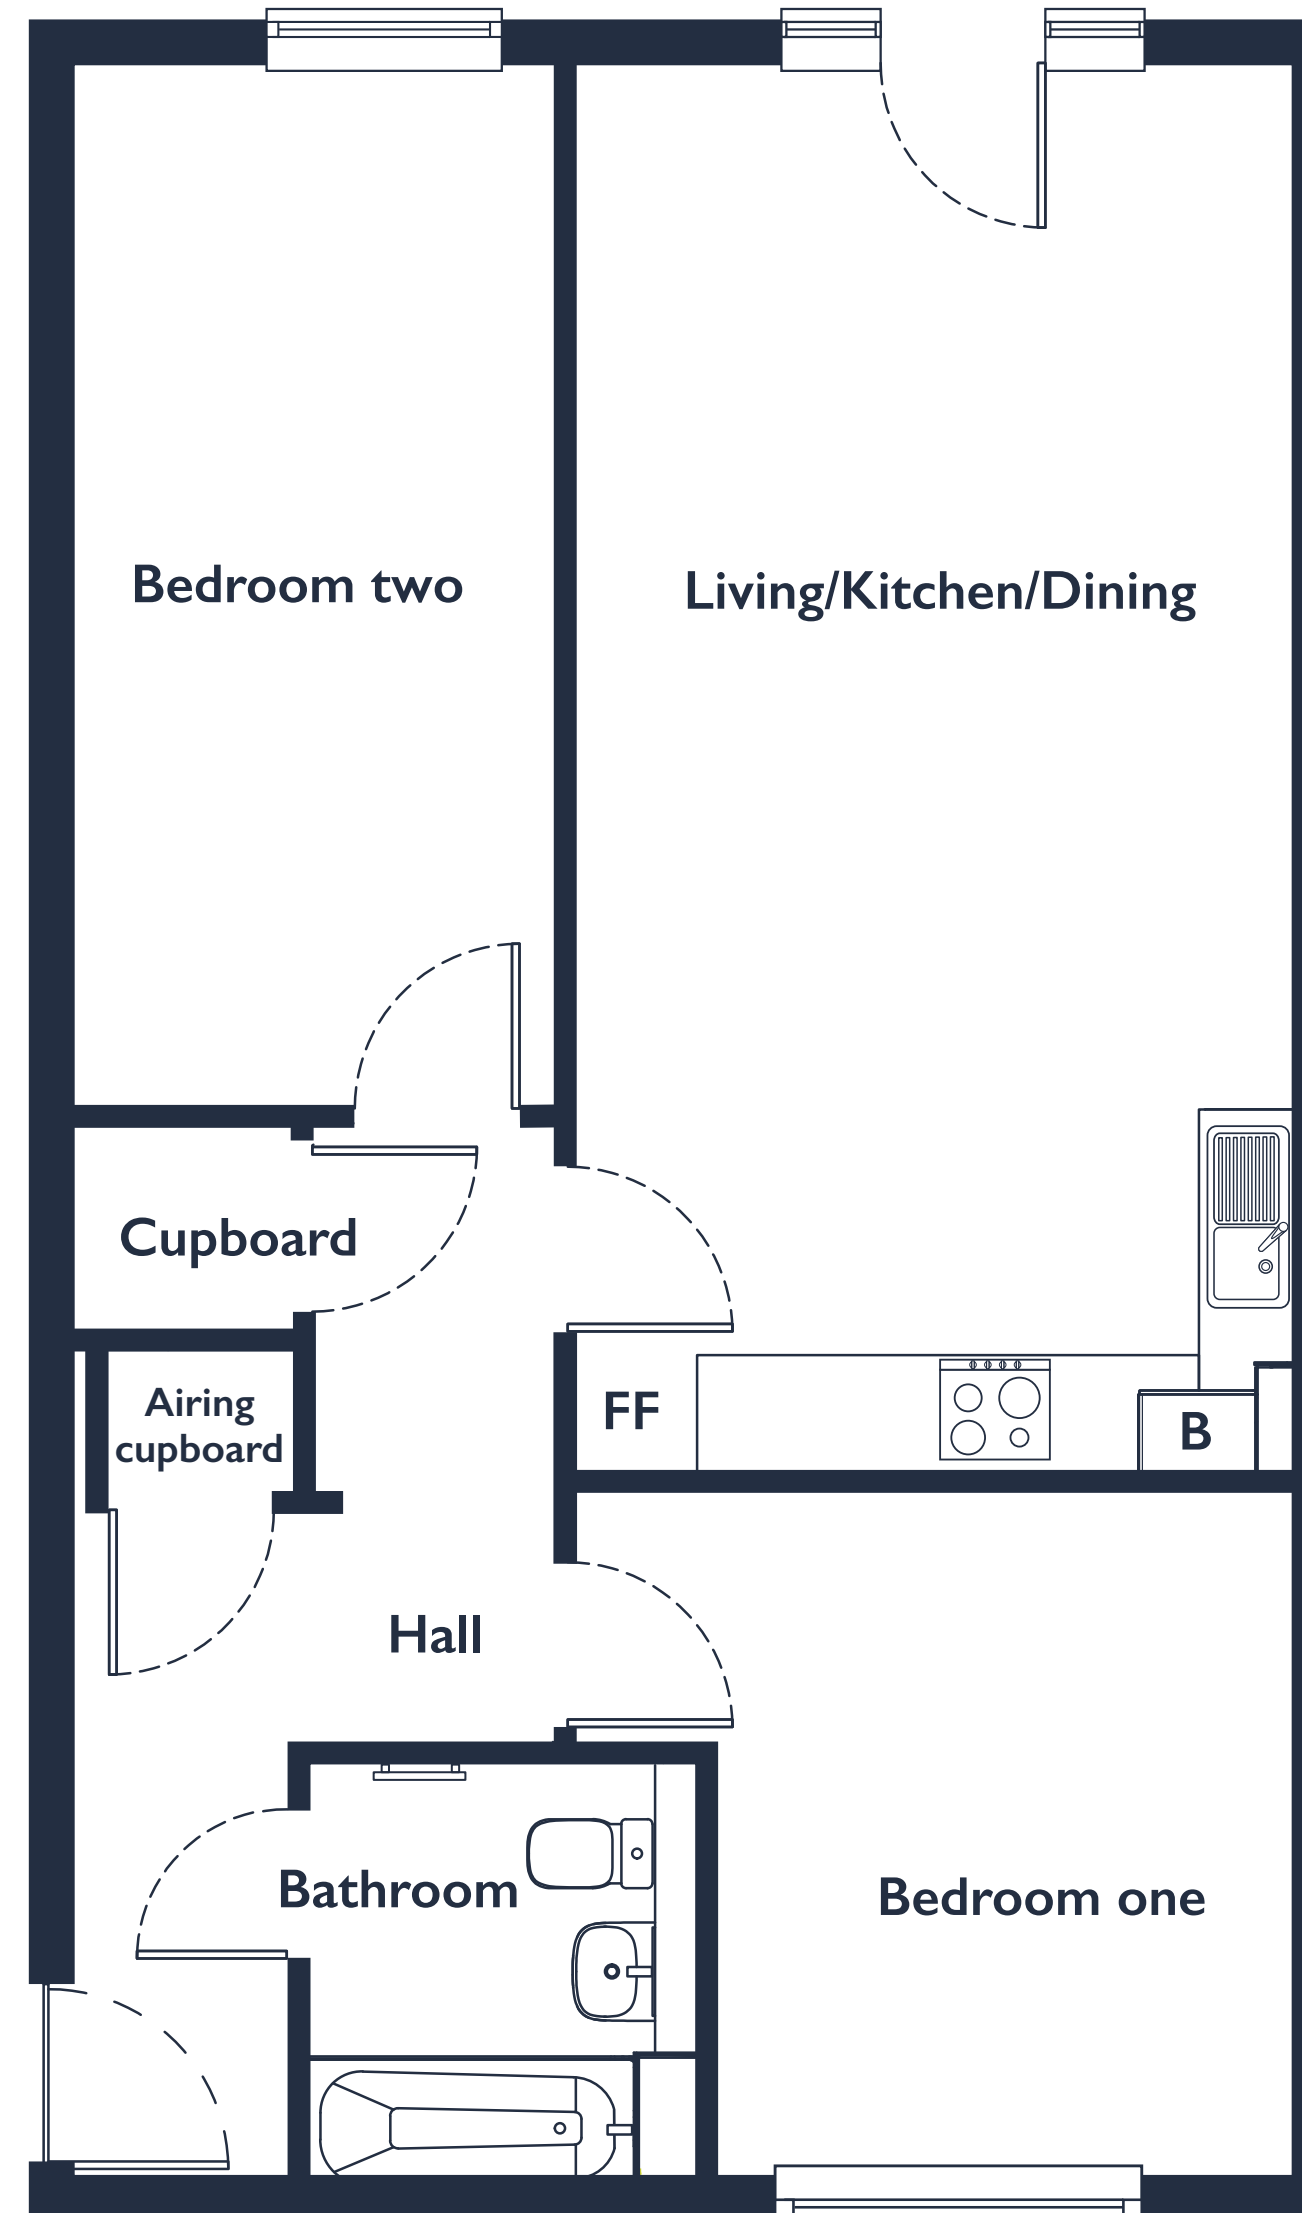 Bedroom two
Living/Kitchen/Dining
Cupboard
Airing
cupboard
FF
B
Hall
Bathroom
Bedroom one